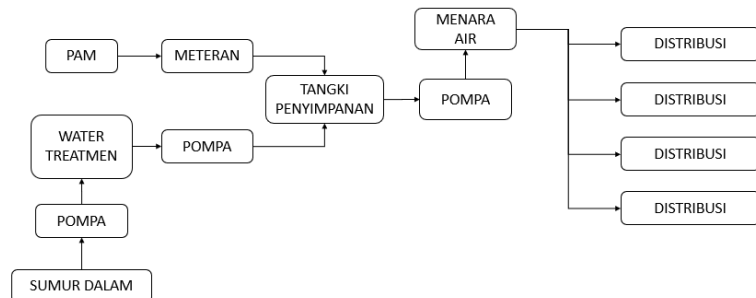 MENARA
AIR
DISTRIBUSI
PAM
METERAN
TANGKI
PENYIMPANAN
POMPA
DISTRIBUSI
WATER
TREATMEN
POMPA
DISTRIBUSI
POMPA
DISTRIBUSI
SUMUR DALAM